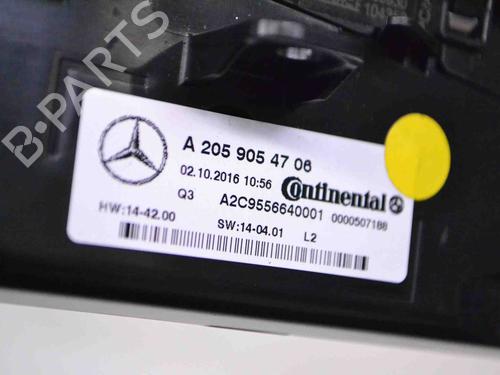 B-PARTS
A 205 905 47 06
02.10.2016 10:56
Continental
Q3
A2C9556640001
0000507188
HW:14-42.00
SW:14-04.01
L2